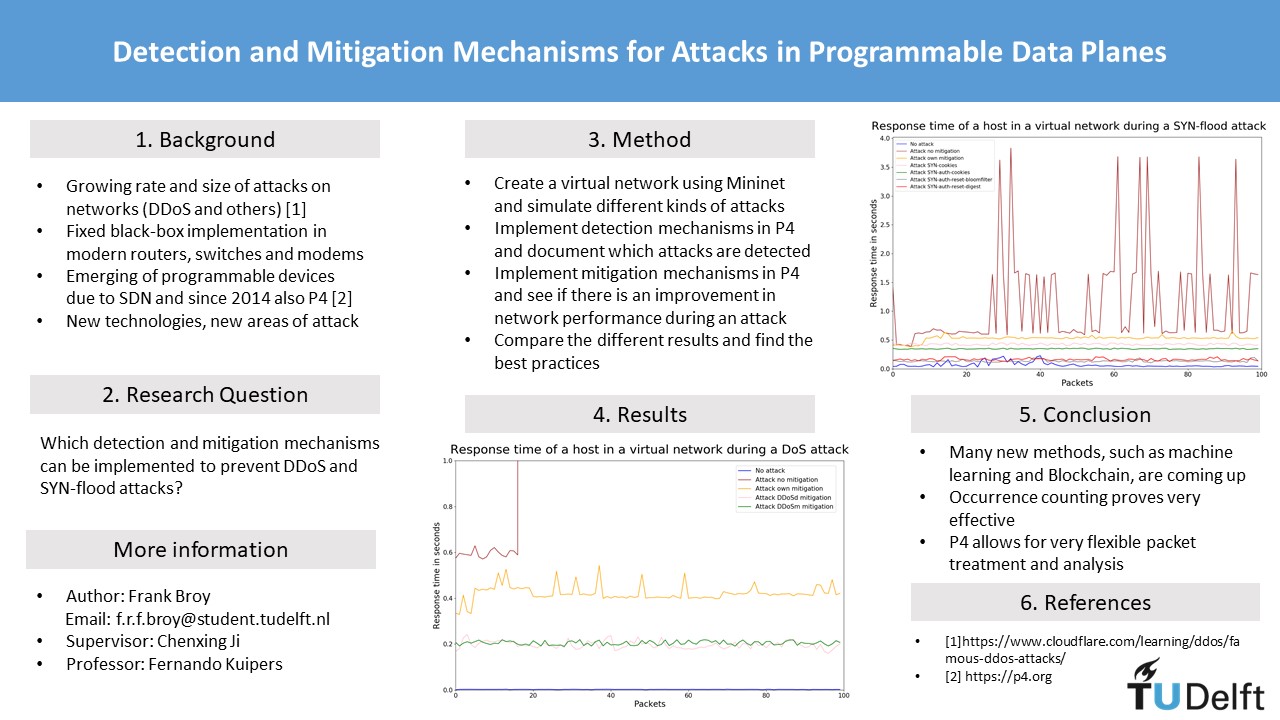 Detection and Mitigation Mechanisms for Attacks in Programmable Data Planes
1. Background
• Growing rate and size of attacks on
networks (DDoS and others) [1]
• Fixed black-box implementation in
modern routers, switches and modems
• Emerging of programmable devices
due to SDN and since 2014 also P4 [2]
• New technologies, new areas of attack
2. Research Question
Which detection and mitigation mechanisms
can be implemented to prevent DDoS and
SYN-flood attacks?
More information
• Author: Frank Broy
Email: f.r.f.broy@student.tudelft.nl
• Supervisor: Chenxing Ji
• Professor: Fernando Kuipers
3. Method
• Create a virtual network using Mininet
and simulate different kinds of attacks
• Implement detection mechanisms in P4
and document which attacks are detected
• Implement mitigation mechanisms in P4
and see if there is an improvement in
network performance during an attack
• Compare the different results and find the
best practices
4. Results
Response time of a host in a virtual network during a DoS attack
1.0
0.8
0.6
0.4
0.2
0.0
Response time in seconds
No attack
Attack no mitigation
Attack own mitigation
Attack DDoSd mitigation
Attack DDoSm mitigation
0 20 40 60 80 100
Packets
Response time of a host in a virtual network during a SYN-flood attack
4.0
3.5
3.0
2.5
2.0
1.5
1.0
0.5
0.0
Response time in seconds
No attack
Attack no mitigation
Attack own mitigation
Attack SYN-cookies
Attack SYN-auth-cookies
Attack SYN-auth-reset-bloomfilter
Attack SYN-auth-reset-digest
0 20 40 60 80 100
Packets
5. Conclusion
• Many new methods, such as machine
learning and Blockchain, are coming up
• Occurrence counting proves very
effective
• P4 allows for very flexible packet
treatment and analysis
6. References
• [1]https://www.cloudflare.com/learning/ddos/fa
mous-ddos-attacks/
• [2] https://p4.org
TUDelft